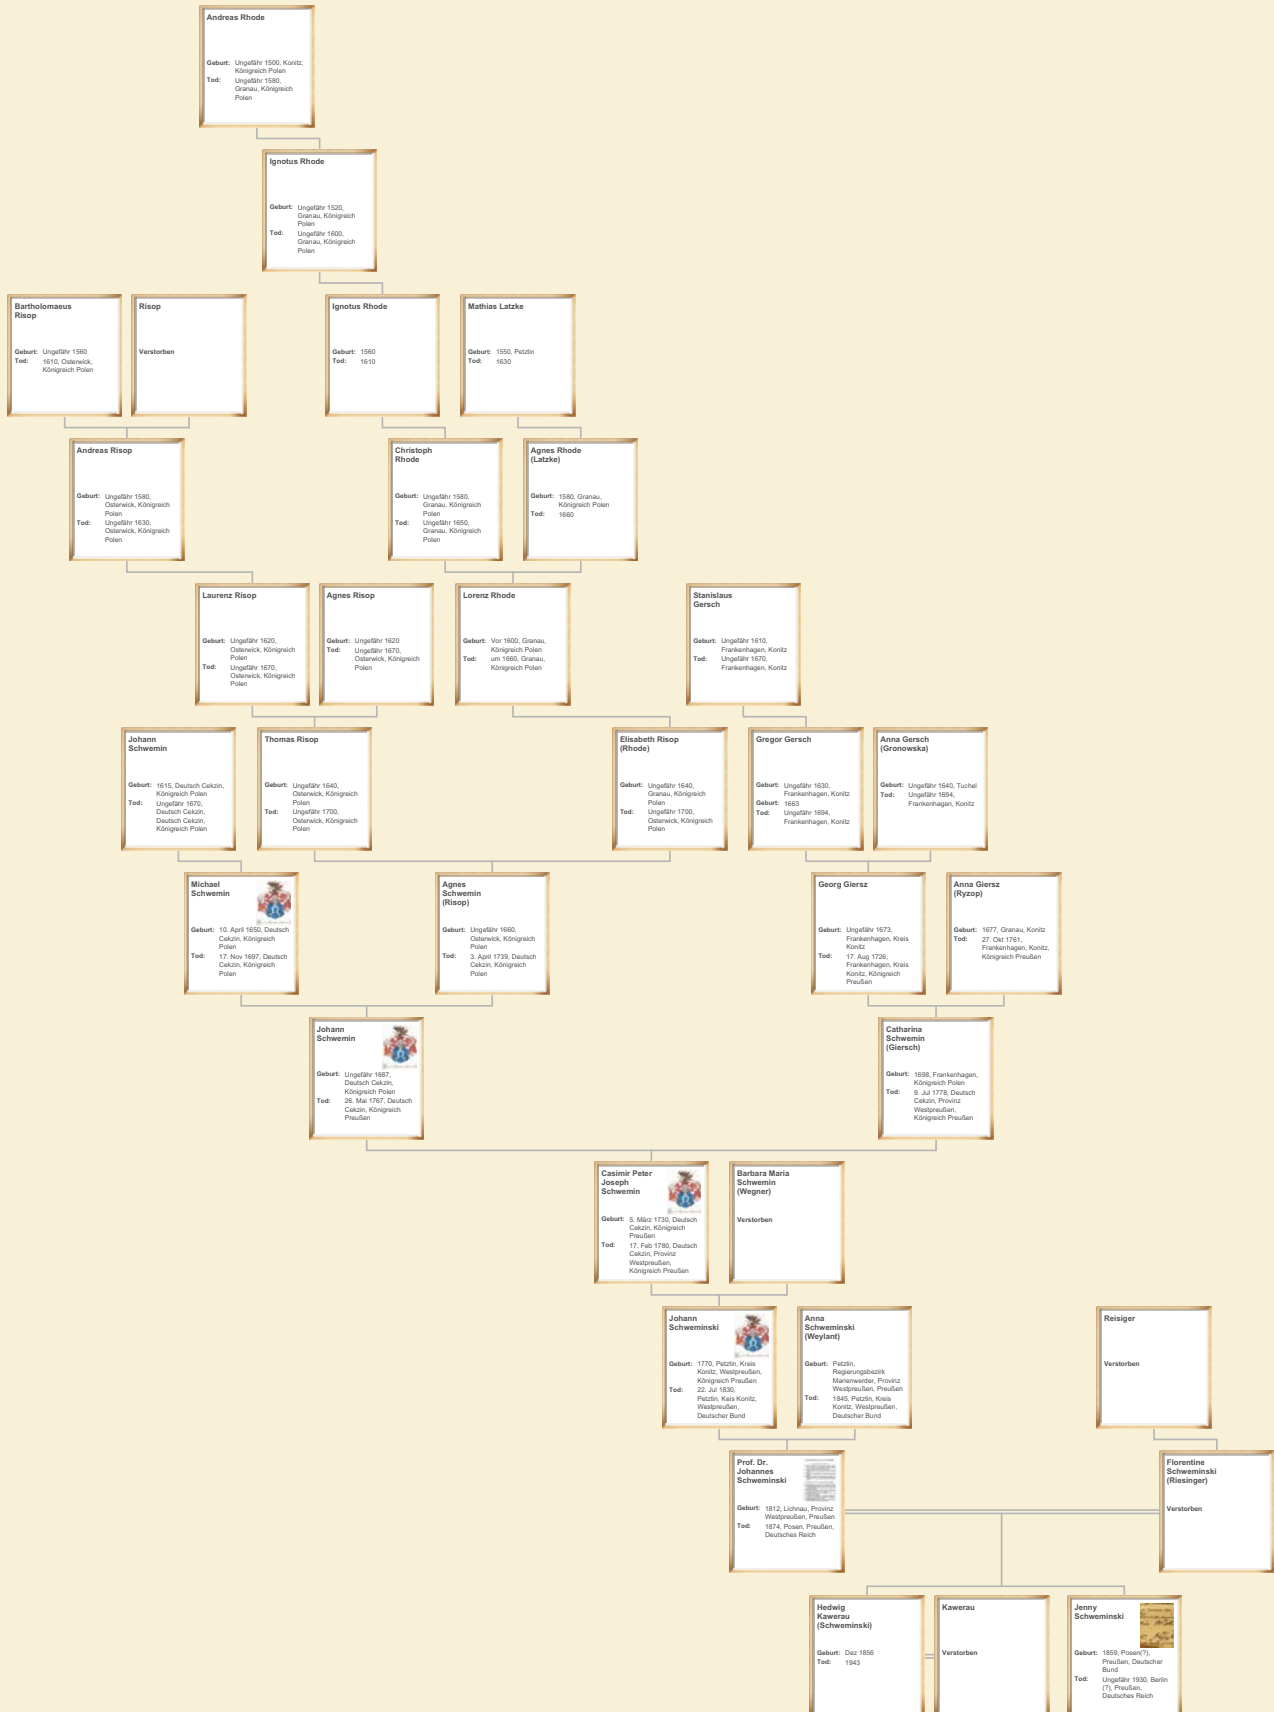 Andreas Rhode
Geburt: Ungefähr 1500, Konitz,
Königreich Polen
Tod: Ungefähr 1580,
Granau, Königreich
Polen
Ignotus Rhode
Geburt: Ungefähr 1520,
Granau, Königreich
Polen
Tod: Ungefähr 1600,
Granau, Königreich
Polen
Bartholomaeus
Risop
Geburt: Ungefähr 1560
Tod: 1610, Osterwick,
Königreich Polen
Risop
Verstorben
Ignotus Rhode
Geburt: 1560
Tod: 1610
Mathias Latzke
Geburt: 1550, Petztin
Tod: 1630
Andreas Risop
Geburt: Ungefähr 1580,
Osterwick, Königreich
Polen
Tod: Ungefähr 1630,
Osterwick, Königreich
Polen
Christoph
Rhode
Geburt: Ungefähr 1580,
Granau, Königreich
Polen
Tod: Ungefähr 1650,
Granau, Königreich
Polen
Agnes Rhode
(Latzke)
Geburt: 1580, Granau,
Königreich Polen
Tod: 1660
Laurenz Risop
Geburt: Ungefähr 1620,
Osterwick, Königreich
Polen
Tod: Ungefähr 1670,
Osterwick, Königreich
Polen
Agnes Risop
Geburt: Ungefähr 1620
Tod: Ungefähr 1670,
Osterwick, Königreich
Polen
Lorenz Rhode
Geburt: Vor 1600, Granau,
Königreich Polen
Tod: um 1660, Granau,
Königreich Polen
Stanislaus
Gersch
Geburt: Ungefähr 1610,
Frankenhagen, Konitz
Tod: Ungefähr 1670,
Frankenhagen, Konitz
Johann
Schwemin
Geburt: 1615, Deutsch Cekzin,
Königreich Polen
Tod: Ungefähr 1670,
Deutsch Cekzin,
Deutsch Cekzin,
Königreich Polen
Thomas Risop
Geburt: Ungefähr 1640,
Osterwick, Königreich
Polen
Tod: Ungefähr 1700,
Osterwick, Königreich
Polen
Elisabeth Risop
(Rhode)
Geburt: Ungefähr 1640,
Granau, Königreich
Polen
Tod: Ungefähr 1700,
Osterwick, Königreich
Polen
Gregor Gersch
Geburt: Ungefähr 1630,
Frankenhagen, Konitz
Geburt: 1663
Tod: Ungefähr 1694,
Frankenhagen, Konitz
Anna Gersch
(Gronowska)
Geburt: Ungefähr 1640, Tuchel
Tod: Ungefähr 1694,
Frankenhagen, Konitz
Michael
Schwemin
Geburt: 10. April 1650, Deutsch
Cekzin, Königreich
Polen
Tod: 17. Nov 1697, Deutsch
Cekzin, Königreich
Polen
Agnes
Schwemin
(Risop)
Geburt: Ungefähr 1660,
Osterwick, Königreich
Polen
Tod: 3. April 1739, Deutsch
Cekzin, Königreich
Polen
Georg Giersz
Geburt: Ungefähr 1673,
Frankenhagen, Kreis
Konitz
Tod: 17. Aug 1726,
Frankenhagen, Kreis
Konitz, Königreich
Preußen
Anna Giersz
(Ryzop)
Geburt: 1677, Granau, Konitz
Tod: 27. Okt 1761,
Frankenhagen, Konitz,
Königreich Preußen
Johann
Schwemin
Geburt: Ungefähr 1687,
Deutsch Cekzin,
Königreich Polen
Tod: 26. Mai 1767, Deutsch
Cekzin, Königreich
Preußen
Catharina
Schwemin
(Giersch)
Geburt: 1698, Frankenhagen,
Königreich Polen
Tod: 9. Jul 1778, Deutsch
Cekzin, Provinz
Westpreußen,
Königreich Preußen
Casimir Peter
Joseph
Schwemin
Geburt: 5. März 1730, Deutsch
Cekzin, Königreich
Preußen
Tod: 17. Feb 1780, Deutsch
Cekzin, Provinz
Westpreußen,
Königreich Preußen
Barbara Maria
Schwemin
(Wegner)
Verstorben
Johann
Schweminski
Geburt: 1770, Petztin, Kreis
Konitz, Westpreußen,
Königreich Preußen
Tod: 22. Jul 1830,
Petztin, Keis Konitz,
Westpreußen,
Deutscher Bund
Anna
Schweminski
(Weylant)
Geburt: Petztin,
Regierungsbezirk
Marienwerder, Provinz
Westpreußen, Preußen
Tod: 1845, Petztin, Kreis
Konitz, Westpreußen,
Deutscher Bund
Reisiger
Verstorben
Prof. Dr.
Johannes
Schweminski
Geburt: 1812, Lichnau, Provinz
Westpreußen, Preußen
Tod: 1874, Posen, Preußen,
Deutsches Reich
Florentine
Schweminski
(Riesinger)
Verstorben
Hedwig
Kawerau
(Schweminski)
Geburt: Dez 1856
Tod: 1943
Kawerau
Verstorben
Jenny
Schweminski
Geburt: 1859, Posen(?),
Preußen, Deutscher
Bund
Tod: Ungefähr 1930, Berlin
(?), Preußen,
Deutsches Reich